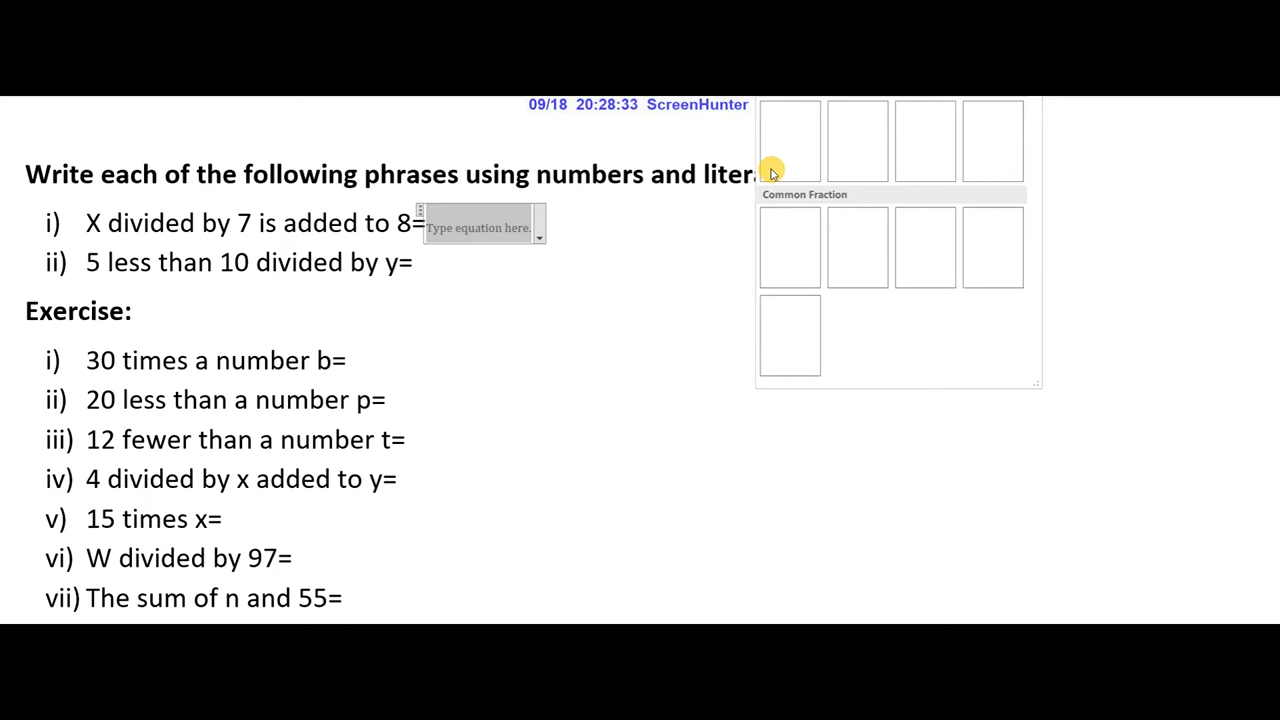 09/18 20:28:33 ScreenHunter
Write each of the following phrases using numbers and
Common Fraction
i) X divided by 7 is added to 8= Type equation here.
ii) 5 less than 10 divided by y=
Exercise:
i) 30 times a number b=
ii) 20 less than a number p=
iii) 12 fewer than a number t=
iv) 4 divided by x added to y=
v) 15 times x=
vi) W divided by 97=
vii) The sum of n and 55=